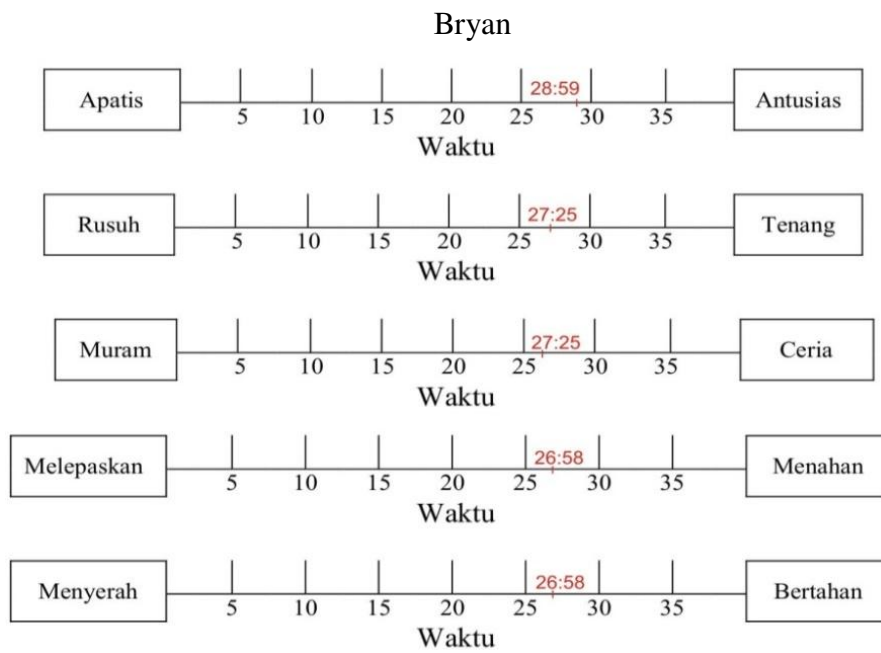 Bryan
Apatis 28:59 Antusias
5 10 15 20 25 30 35
Waktu
Rusuh 27:25 Tenang
5 10 15 20 25 30 35
Waktu
Muram 27:25 Ceria
5 10 15 20 25 30 35
Waktu
Melepaskan 26:58 Menahan
5 10 15 20 25 30 35
Waktu
Menyerah 26:58 Bertahan
5 10 15 20 25 30 35
Waktu